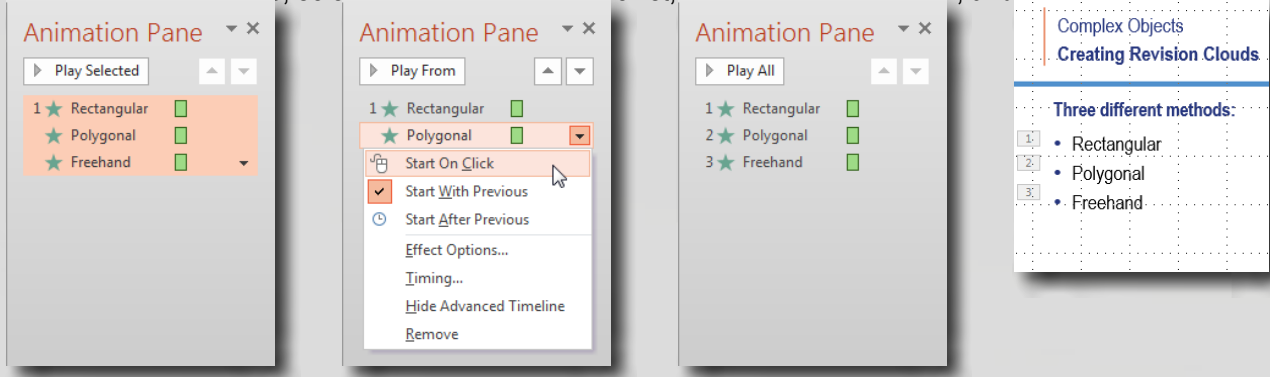 Animation Pane
Play Selected
1 Rectangular
Polygonal
Freehand
Animation Pane
Play From
1 Rectangular
Polygonal
Start On Click
Start With Previous
Start After Previous
Effect Options...
Timing...
Hide Advanced Timeline
Remove
Animation Pane
Play All
1 Rectangular
2 Polygonal
3 Freehand
Complex Objects
Creating Revision Clouds
Three different methods:
1 • Rectangular
2 • Polygonal
3 • Freehand